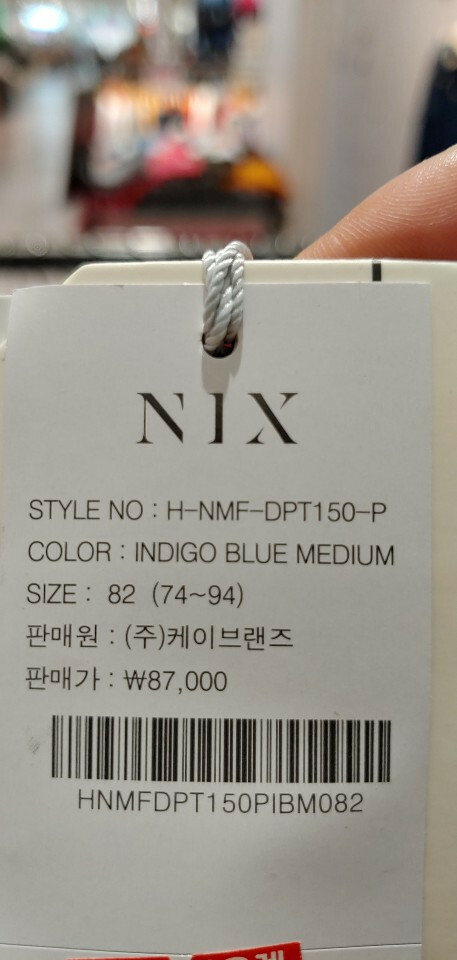 NIX
STYLE NO : H-NMF-DPT150-P
COLOR : INDIGO BLUE MEDIUM
SIZE : 82 (74~94)
판매원 : (주)케이브랜즈
판매가 : ₩87,000
HNMFDPT150PIBM082